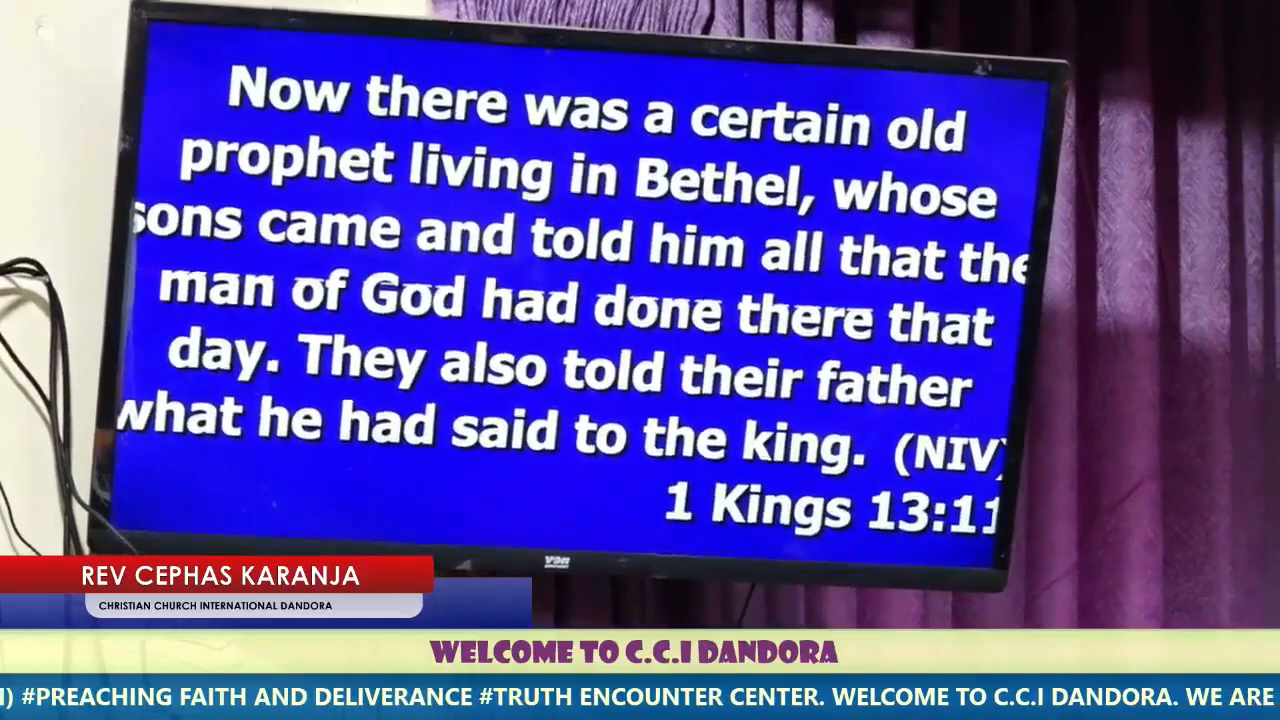 Now there was a certain old
prophet living in Bethel, whose
sons came and told him all that the
man of God had done there that
day. They also told their father
what he had said to the king. (NIV)
1 Kings 13:11
REV CEPHAS KARANJA
CHRISTIAN CHURCH INTERNATIONAL DANDORA
WELCOME TO C.C.I DANDORA
) #PREACHING FAITH AND DELIVERANCE #TRUTH ENCOUNTER CENTER. WELCOME TO C.C.I DANDORA. WE ARE